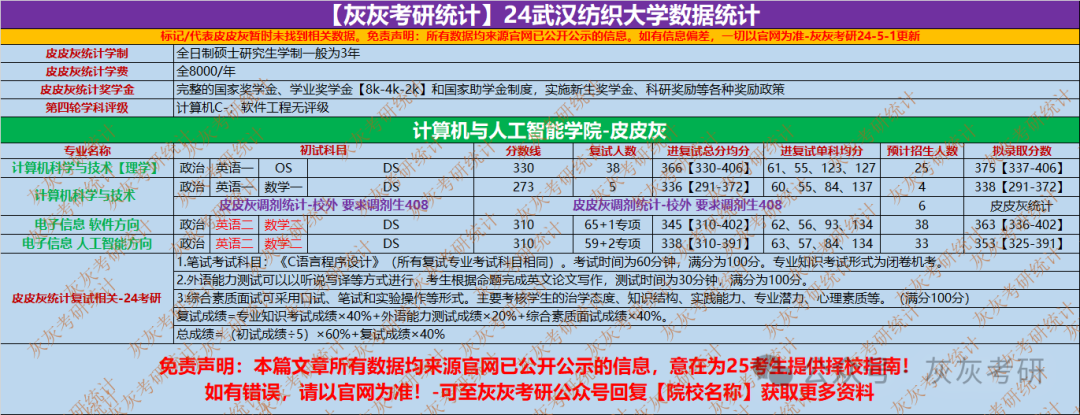 【灰灰考研统计】24武汉纺织大学数据统计
标记/代表皮皮灰暂时未找到相关数据。免责声明：所有数据均来源官网已公开公示的信息。如有信息偏差，一切以官网为准-灰灰考研24-5-1更新
皮皮灰统计学制 全日制硕士研究生学制一般为3年
皮皮灰统计学费 全8000/年
皮皮灰统计奖学金 完整的国家奖学金、学业奖学金【8k-4k-2k】和国家助学金制度，实施新生奖学金、科研奖励等各种奖励政策
第四轮学科评级 计算机C-；软件工程无评级
计算机与人工智能学院-皮皮灰
专业名称 初试科目 分数线 复试人数 进复试总分均分 进复试单科均分 预计招生人数 拟录取分数
计算机科学与技术【理学】 政治 英语一 OS DS 330 38 366【330-406】 61、55、123、127 25 375【337-406】
计算机科学与技术 政治 英语一 数学一 DS 273 5 336【291-372】 60、55、84、137 4 338【291-372】
皮皮灰调剂统计-校外 要求调剂生408 皮皮灰调剂统计-校外 要求调剂生408 6 皮皮灰统计
电子信息 软件方向 政治 英语二 数学二 DS 310 65+1专项 345【310-402】 62、56、93、134 38 363【336-402】
电子信息 人工智能方向 政治 英语二 数学二 DS 310 59+2专项 338【310-391】 63、57、84、134 33 353【325-391】
皮皮灰统计复试相关-24考研
1.笔试考试科目：《C语言程序设计》（所有复试专业考试科目相同）。考试时间为60分钟，满分为100分。专业知识考试形式为闭卷机考。
2.外语能力测试可以以听说写译等方式进行，考生根据命题完成英文论文写作，测试时间为30分钟，满分为100分。
3.综合素质面试可采用口试、笔试和实验操作等形式。主要考核学生的治学态度、知识结构、实践能力、专业潜力、心理素质等。（满分100分）
复试成绩=专业知识考试成绩×40%+外语能力测试成绩×20%+综合素质面试成绩×40%。
总成绩=（初试成绩÷5）×60%+复试成绩×40%
免责声明：本篇文章所有数据均来源官网已公开公示的信息，意在为25考生提供择校指南！
如有错误，请以官网为准！-可至灰灰考研公众号回复【院校名称】获取更多资料
公众号 灰灰考研
灰灰考研统计